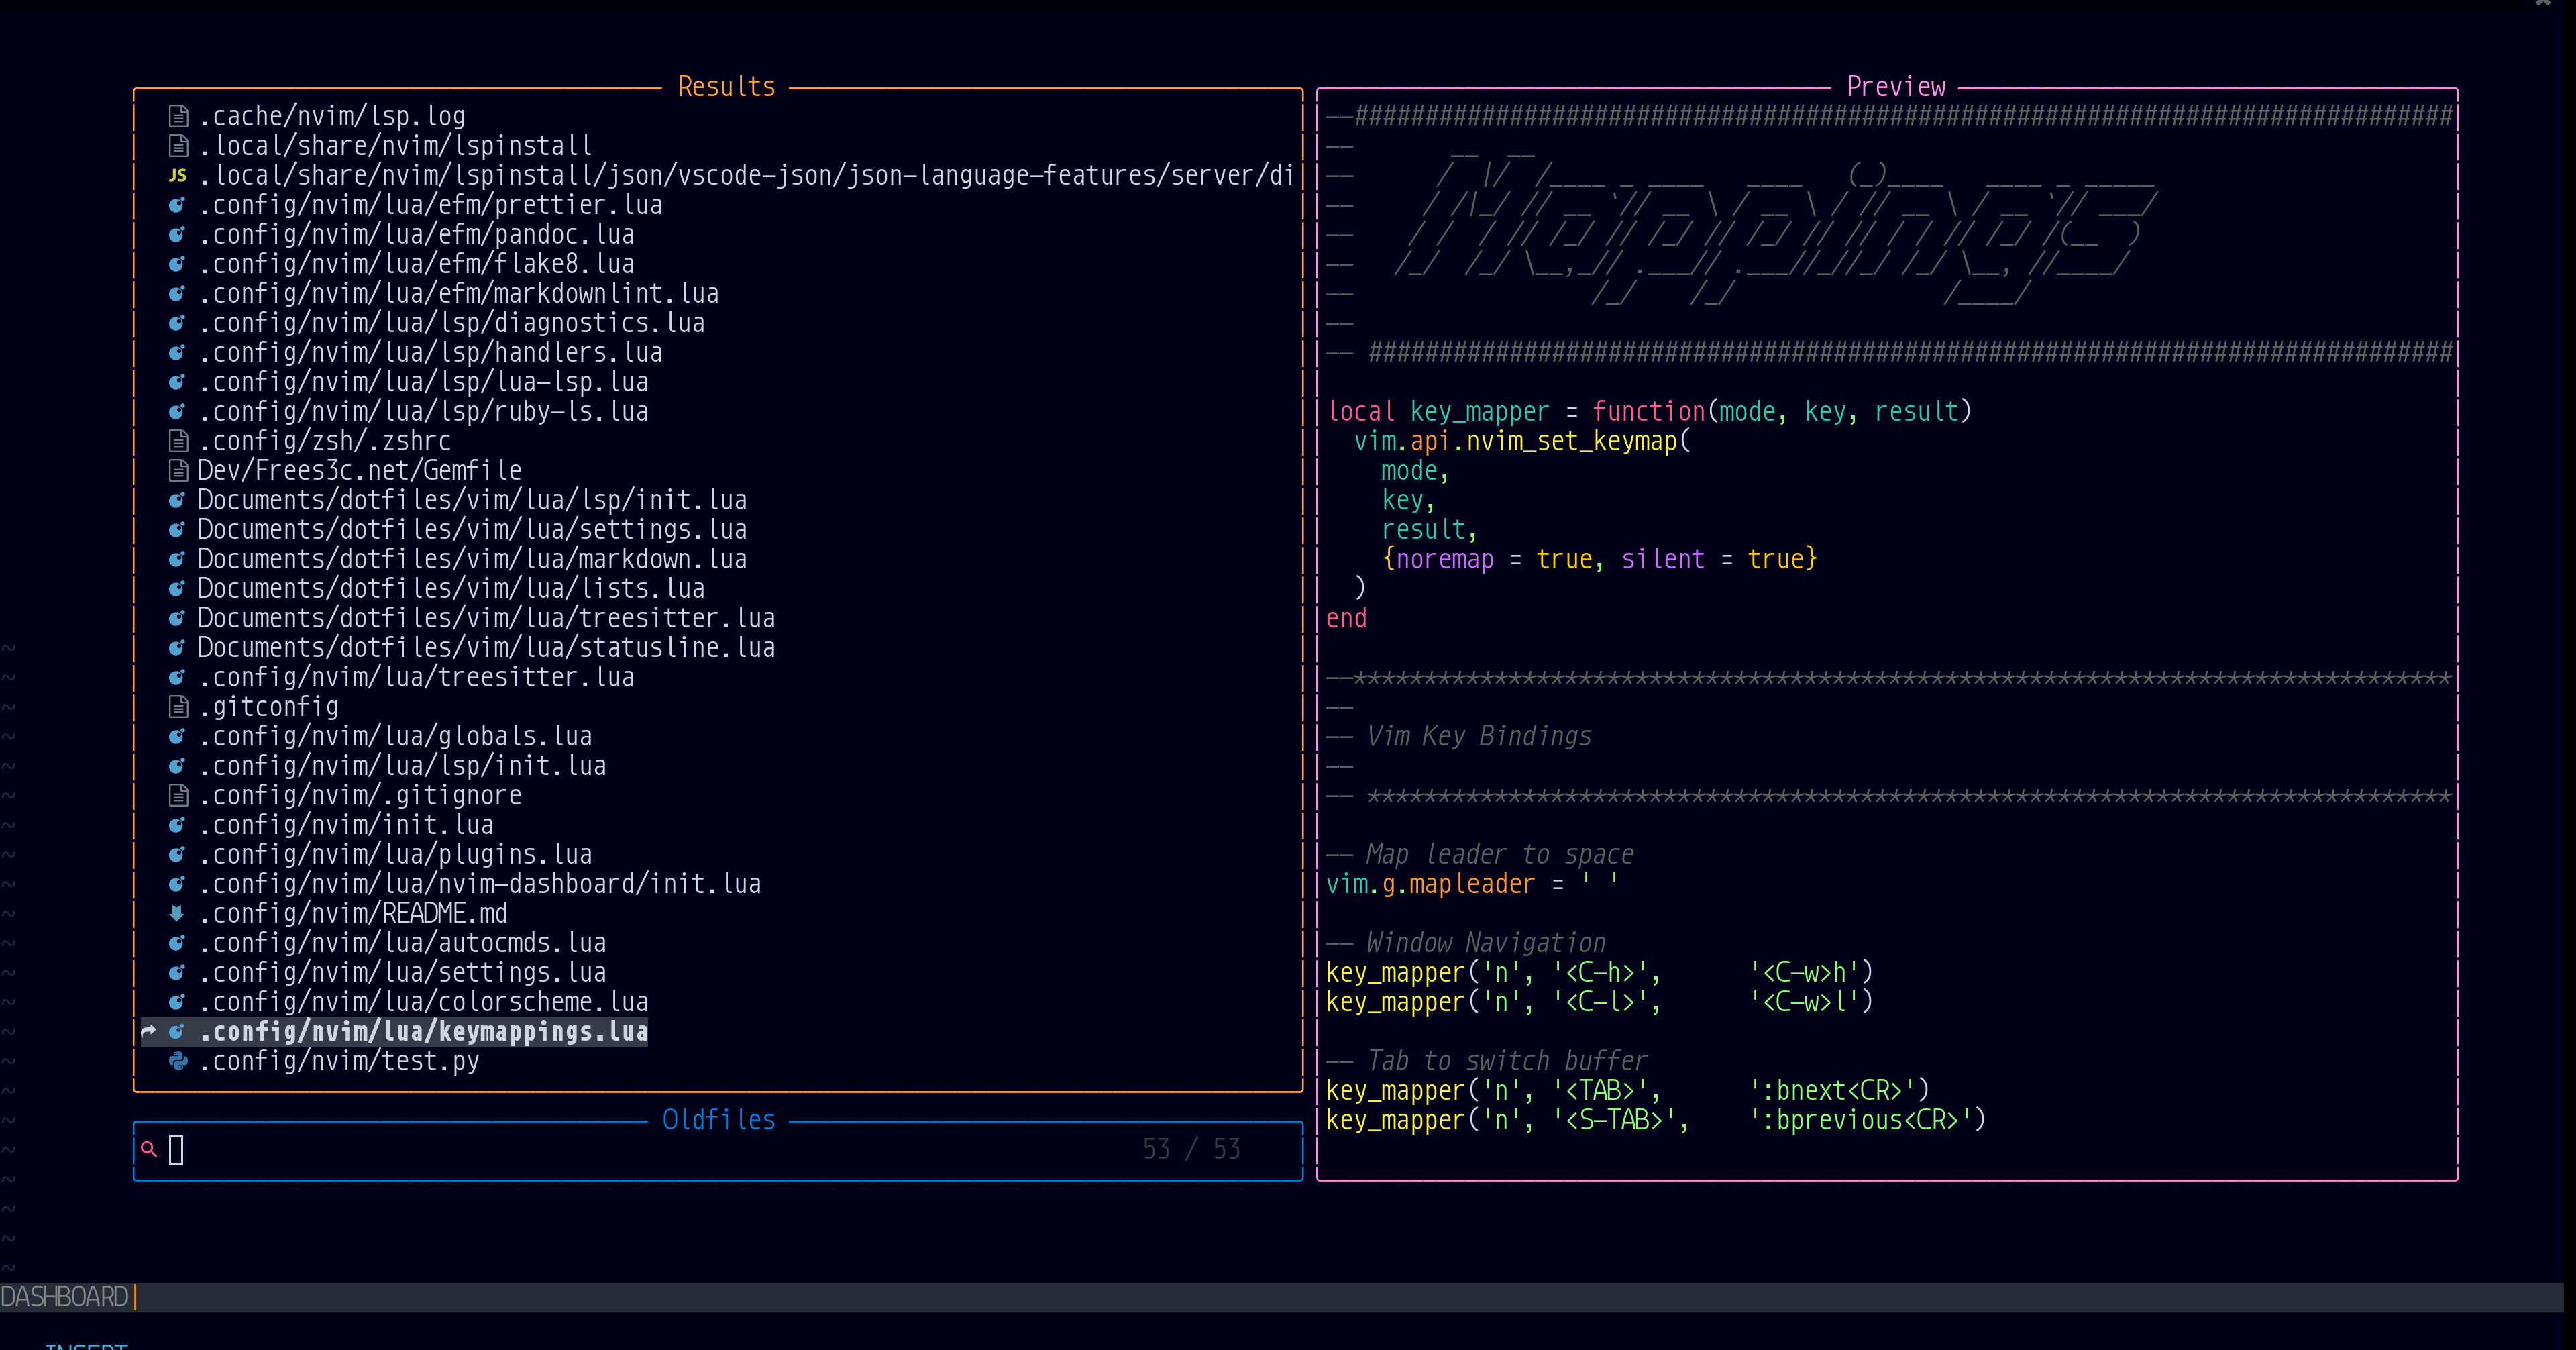 Results
.cache/nvim/lsp.log
.local/share/nvim/lspinstall
JS .local/share/nvim/lspinstall/json/vscode-json/json-language-features/server/di
.config/nvim/lua/efm/prettier.lua
.config/nvim/lua/efm/pandoc.lua
.config/nvim/lua/efm/flake8.lua
.config/nvim/lua/efm/markdownlint.lua
.config/nvim/lua/lsp/diagnostics.lua
.config/nvim/lua/lsp/handlers.lua
.config/nvim/lua/lsp/lua-lsp.lua
.config/nvim/lua/lsp/ruby-ls.lua
.config/zsh/.zshrc
Dev/Frees3c.net/Gemfile
Documents/dotfiles/vim/lua/lsp/init.lua
Documents/dotfiles/vim/lua/settings.lua
Documents/dotfiles/vim/lua/markdown.lua
Documents/dotfiles/vim/lua/lists.lua
Documents/dotfiles/vim/lua/treesitter.lua
Documents/dotfiles/vim/lua/statusline.lua
.config/nvim/lua/treesitter.lua
.gitconfig
.config/nvim/lua/globals.lua
.config/nvim/lua/lsp/init.lua
.config/nvim/.gitignore
.config/nvim/init.lua
.config/nvim/lua/plugins.lua
.config/nvim/lua/nvim-dashboard/init.lua
.config/nvim/README.md
.config/nvim/lua/autocmds.lua
.config/nvim/lua/settings.lua
.config/nvim/lua/colorscheme.lua
.config/nvim/lua/keymappings.lua
.config/nvim/test.py
Oldfiles
53 / 53
Preview
Mappings
local key_mapper = function(mode, key, result)
  vim.api.nvim_set_keymap(
    mode,
    key,
    result,
    {noremap = true, silent = true}
  )
end
-- Vim Key Bindings
-- Map leader to space
vim.g.mapleader = ' '
-- Window Navigation
key_mapper('n', '<C-h>',      '<C-w>h')
key_mapper('n', '<C-l>',      '<C-w>l')
-- Tab to switch buffer
key_mapper('n', '<TAB>',      ':bnext<CR>')
key_mapper('n', '<S-TAB>',    ':bprevious<CR>')
DASHBOARD
INSERT